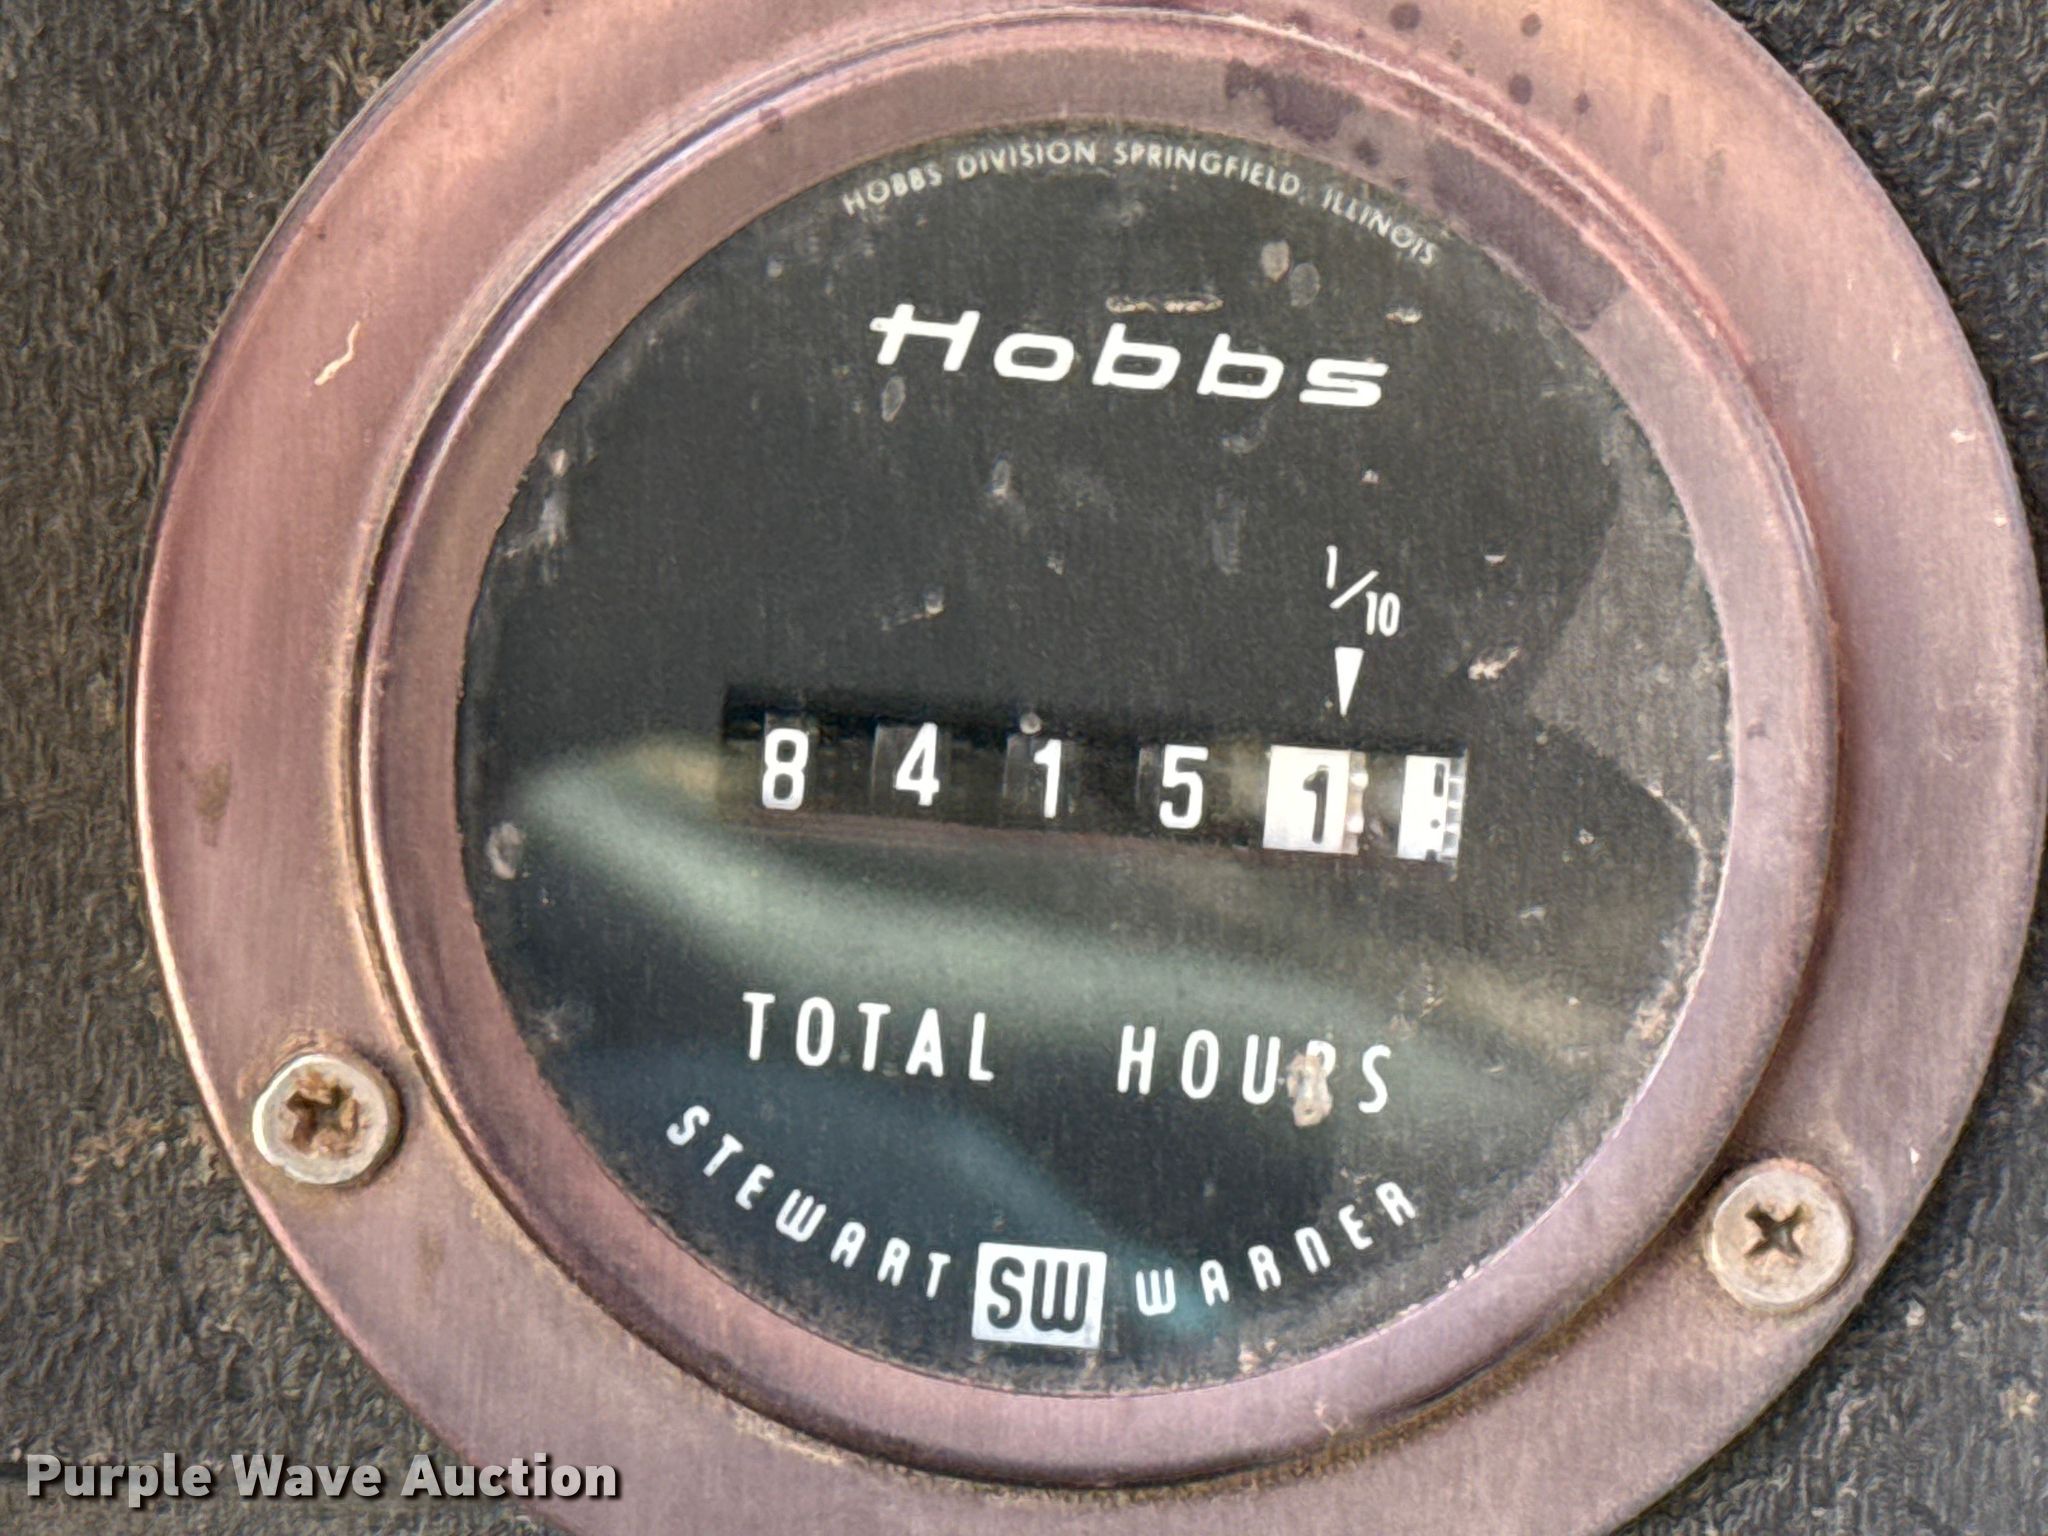 HOBBS DIVISION SPRINGFIELD, ILLINOIS
Hobbs
1/10
8 4 1 5 1
TOTAL HOURS
STEWART SW WARNER
Purple Wave Auction